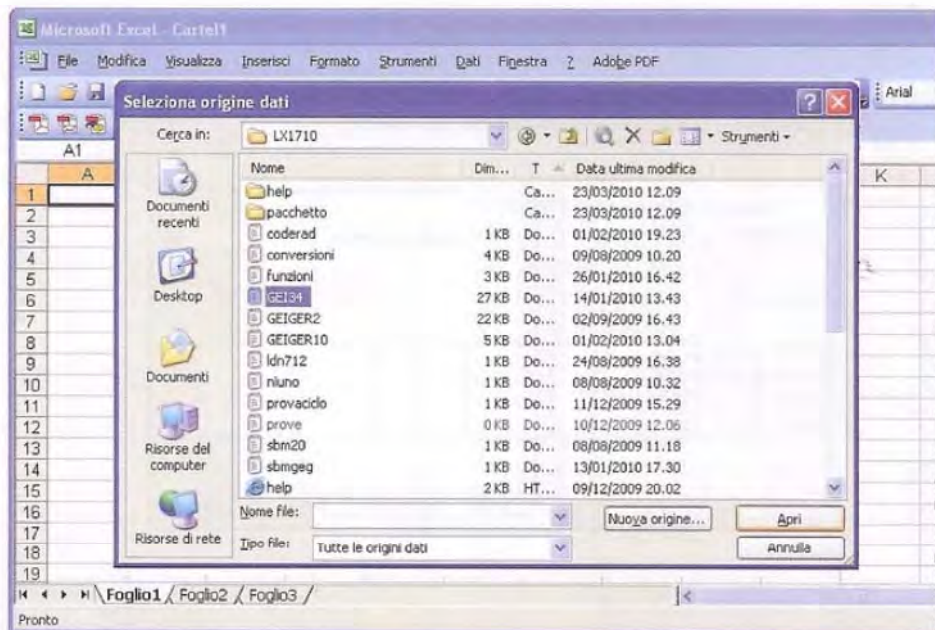 Microsoft Excel - Cartel1
File Modifica Visualizza Inserisci Formato Strumenti Dati Finestra ? Adobe PDF
Arial
Seleziona origine dati
Cerca in: LX1710 Strumenti
A1
A K
Nome Dim... T Data ultima modifica
help Ca... 23/03/2010 12.09
pacchetto Ca... 23/03/2010 12.09
coderad 1 KB Do... 01/02/2010 19.23
conversioni 4 KB Do... 09/08/2009 10.20
funzioni 3 KB Do... 26/01/2010 16.42
GEI34 27 KB Do... 14/01/2010 13.43
GEIGER2 22 KB Do... 02/09/2009 16.43
GEIGER10 5 KB Do... 01/02/2010 13.04
ldn712 1 KB Do... 24/08/2009 16.38
niuno 1 KB Do... 08/08/2009 10.32
provaciclo 1 KB Do... 11/12/2009 15.29
prove 0 KB Do... 10/12/2009 12.06
sbm20 1 KB Do... 08/08/2009 11.18
sbmgeg 1 KB Do... 13/01/2010 17.30
help 2 KB HT... 09/12/2009 20.02
Documenti recenti
Desktop
Documenti
Risorse del computer
Risorse di rete
Nome file: Nuova origine... Apri
Tipo file: Tutte le origini dati Annulla
1
2
3
4
5
6
7
8
9
10
11
12
13
14
15
16
17
18
19
Foglio1 Foglio2 Foglio3
Pronto